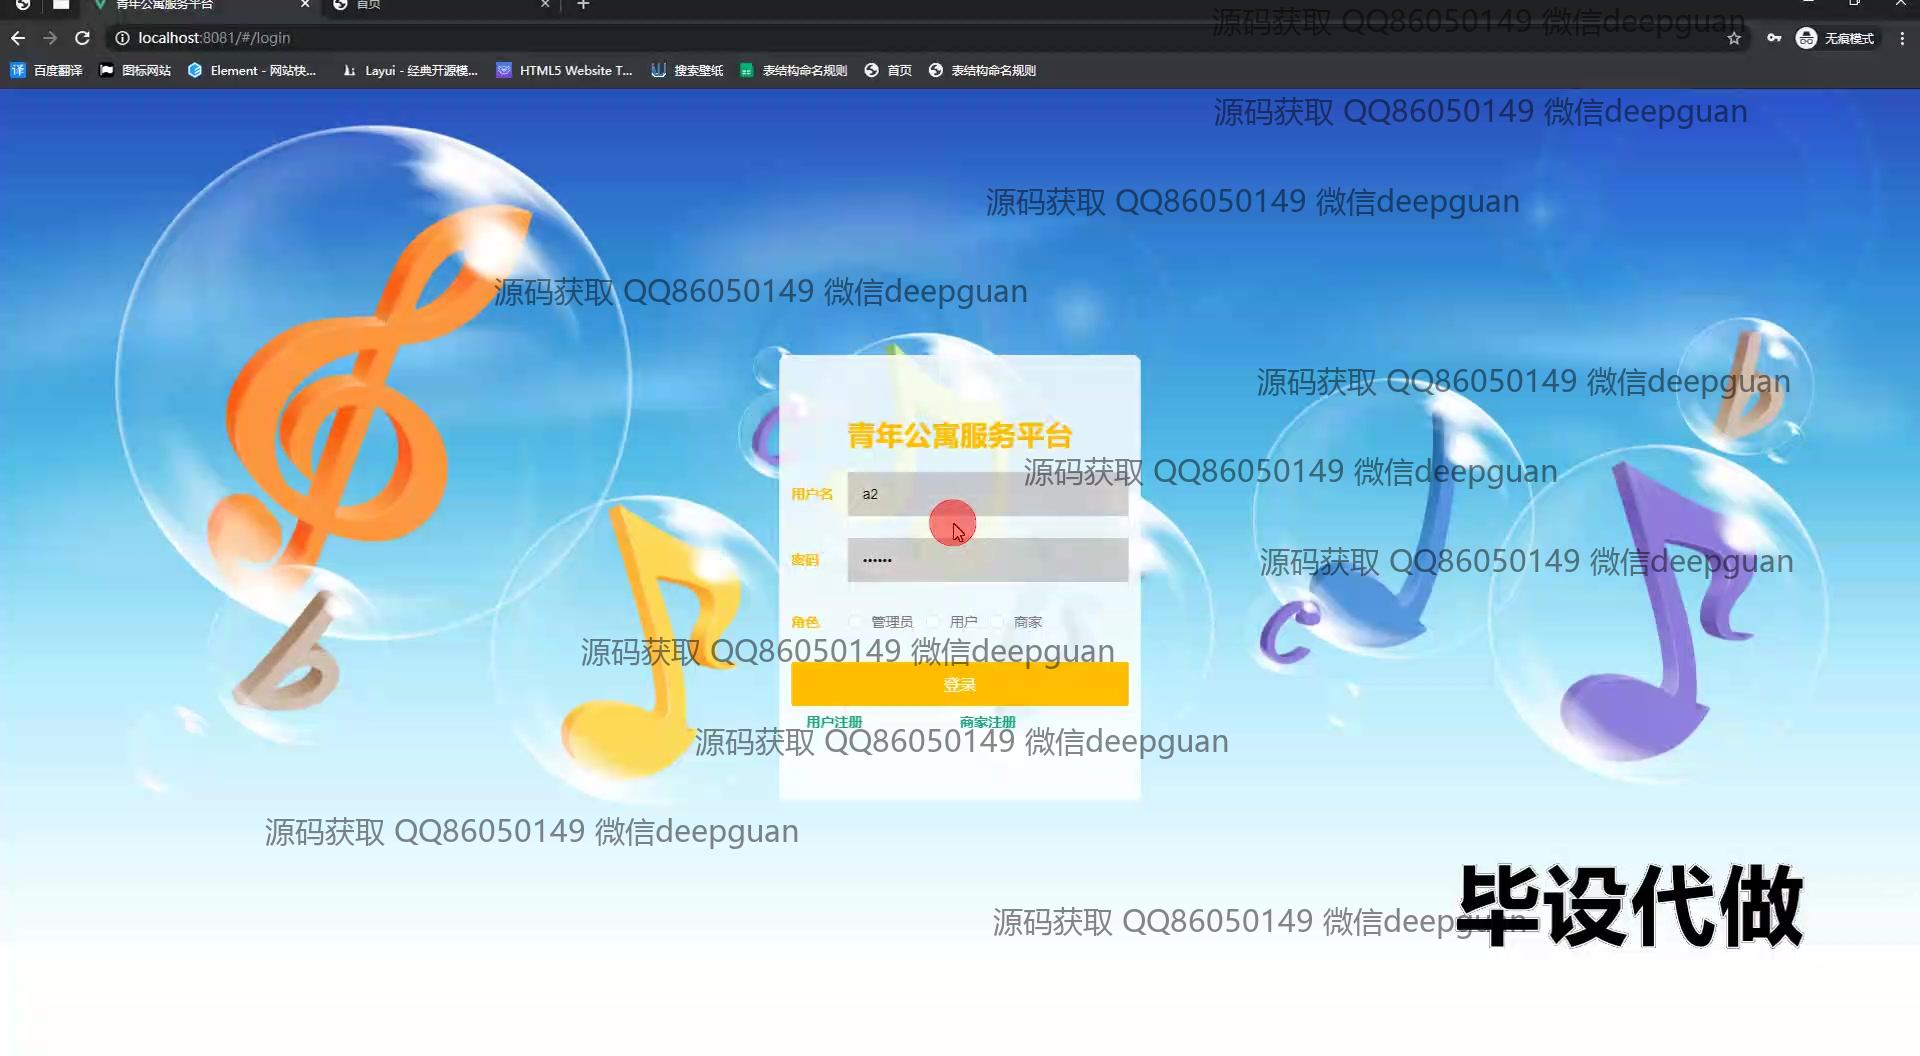 青年公寓服务平台
首页
localhost:8081/#/login
无痕模式
百度翻译
图标网站
Element - 网站快...
Layui - 经典开源模...
HTML5 Website T...
搜索壁纸
表结构命名规则
首页
表结构命名规则
源码获取 QQ86050149 微信deepguan
源码获取 QQ86050149 微信deepguan
源码获取 QQ86050149 微信deepguan
源码获取 QQ86050149 微信deepguan
源码获取 QQ86050149 微信deepguan
青年公寓服务平台
源码获取 QQ86050149 微信deepguan
用户名 a2
源码获取 QQ86050149 微信deepguan
密码 ••••••
角色 管理员 用户 商家
源码获取 QQ86050149 微信deepguan
登录
用户注册 商家注册
源码获取 QQ86050149 微信deepguan
源码获取 QQ86050149 微信deepguan
源码获取 QQ86050149 微信deepguan
毕设代做